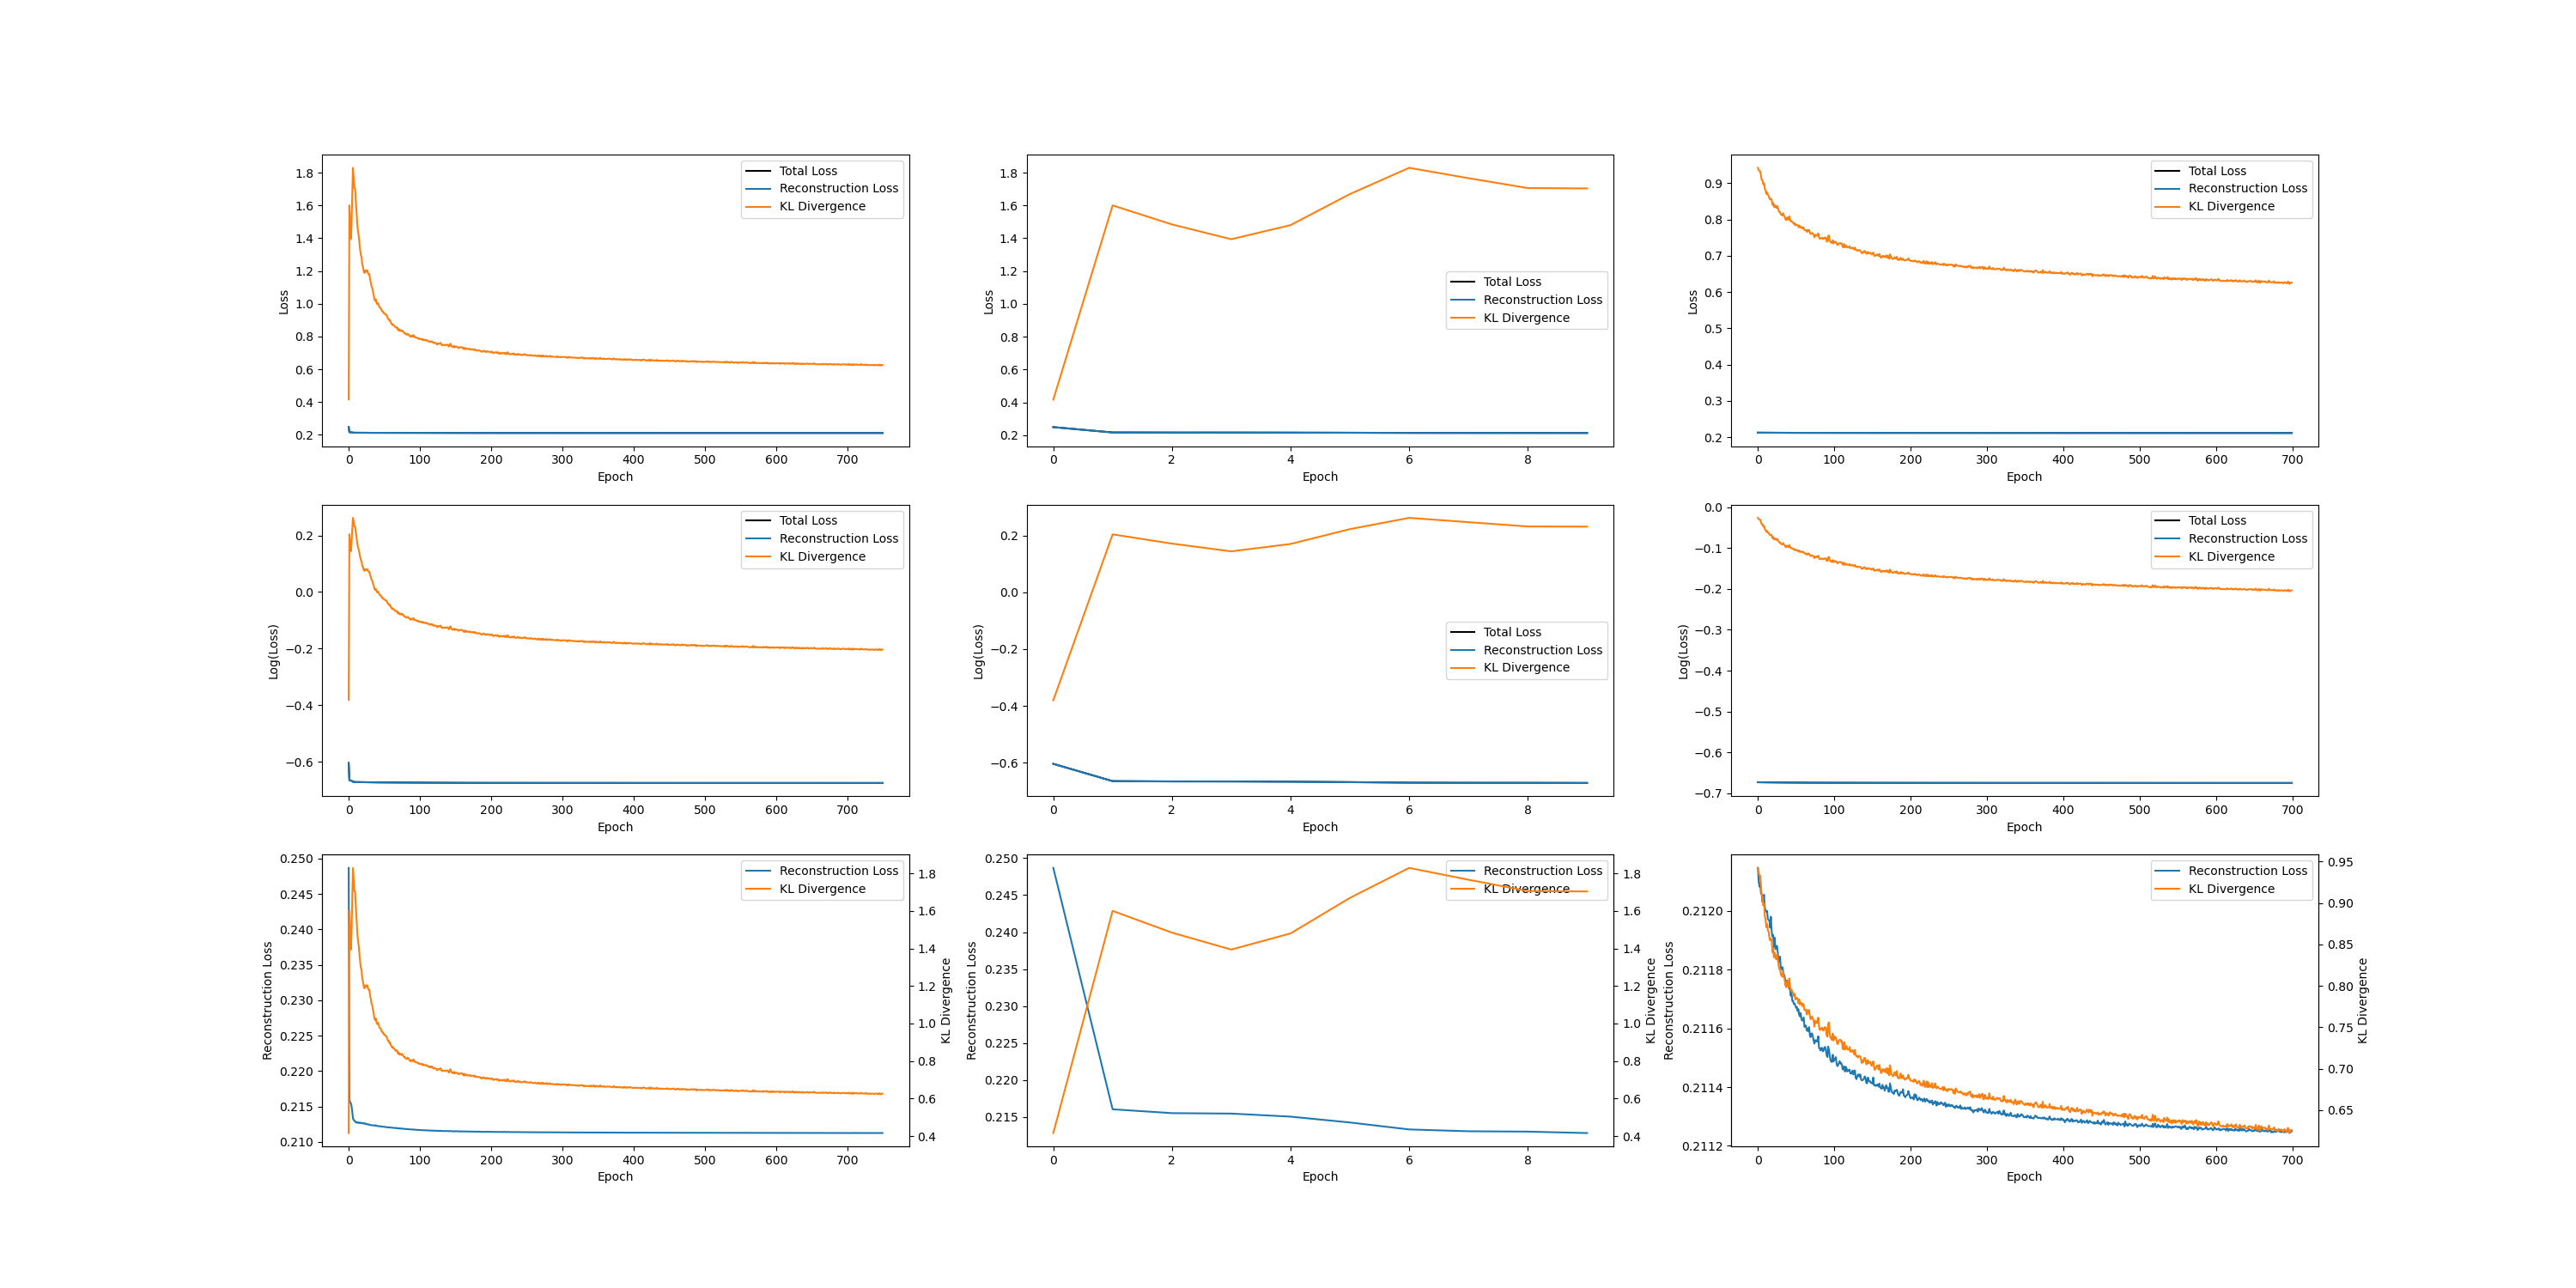 1.8
1.6
1.4
1.2
1.0
0.8
0.6
0.4
0.2
Loss
0 100 200 300 400 500 600 700
Epoch
Total Loss
Reconstruction Loss
KL Divergence
1.8
1.6
1.4
1.2
1.0
0.8
0.6
0.4
0.2
Loss
0 2 4 6 8
Epoch
Total Loss
Reconstruction Loss
KL Divergence
0.9
0.8
0.7
0.6
0.5
0.4
0.3
0.2
Loss
0 100 200 300 400 500 600 700
Epoch
Total Loss
Reconstruction Loss
KL Divergence
0.2
0.0
−0.2
−0.4
−0.6
Log(Loss)
0 100 200 300 400 500 600 700
Epoch
Total Loss
Reconstruction Loss
KL Divergence
0.2
0.0
−0.2
−0.4
−0.6
Log(Loss)
0 2 4 6 8
Epoch
Total Loss
Reconstruction Loss
KL Divergence
0.0
−0.1
−0.2
−0.3
−0.4
−0.5
−0.6
−0.7
Log(Loss)
0 100 200 300 400 500 600 700
Epoch
Total Loss
Reconstruction Loss
KL Divergence
0.250
0.245
0.240
0.235
0.230
0.225
0.220
0.215
0.210
Reconstruction Loss
0 100 200 300 400 500 600 700
Epoch
Reconstruction Loss
KL Divergence
1.8
1.6
1.4
1.2
1.0
0.8
0.6
0.4
KL Divergence
0.250
0.245
0.240
0.235
0.230
0.225
0.220
0.215
Reconstruction Loss
0 2 4 6 8
Epoch
Reconstruction Loss
KL Divergence
1.8
1.6
1.4
1.2
1.0
0.8
0.6
0.4
KL Divergence
0.2120
0.2118
0.2116
0.2114
0.2112
Reconstruction Loss
0 100 200 300 400 500 600 700
Epoch
Reconstruction Loss
KL Divergence
0.95
0.90
0.85
0.80
0.75
0.70
0.65
KL Divergence